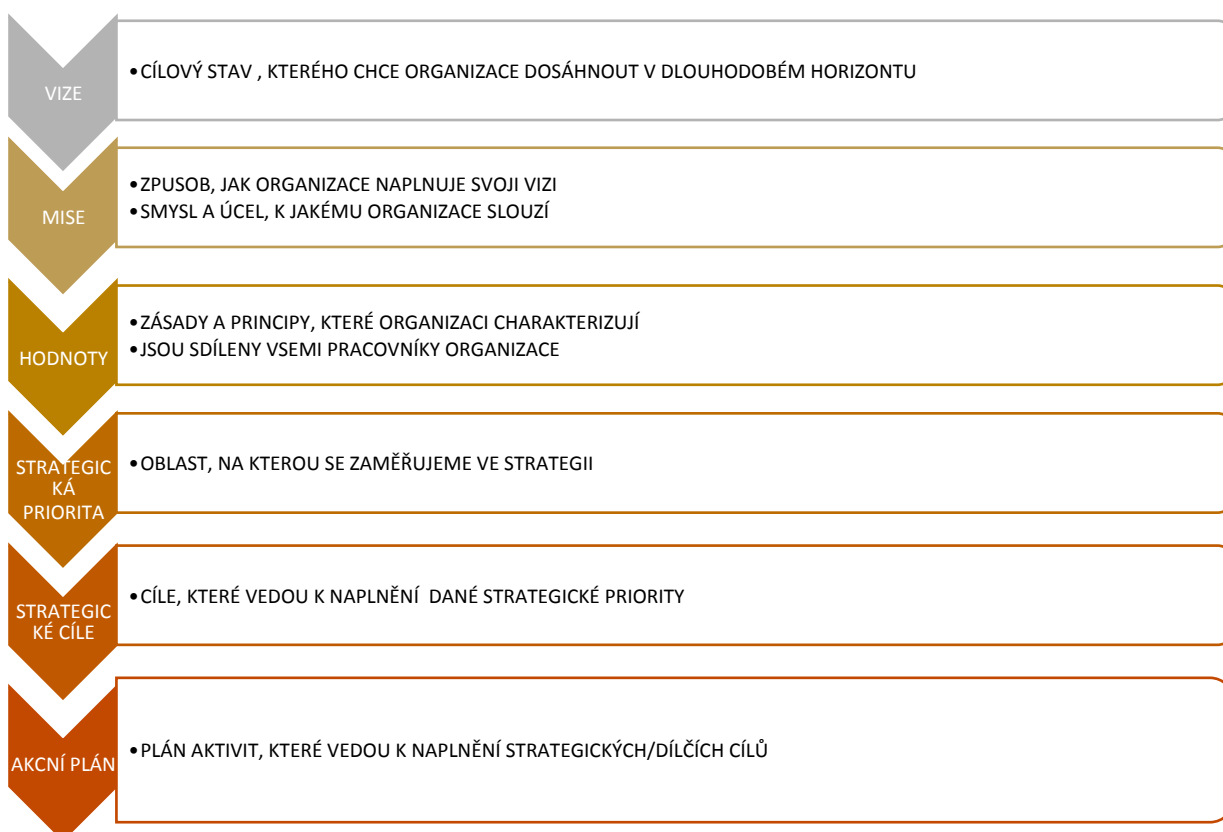 VIZE
•CÍLOVÝ STAV , KTERÉHO CHCE ORGANIZACE DOSÁHNOUT V DLOUHODOBÉM HORIZONTU
MISE
•ZPUSOB, JAK ORGANIZACE NAPLNUJE SVOJI VIZI
•SMYSL A ÚCEL, K JAKÉMU ORGANIZACE SLOUZÍ
HODNOTY
•ZÁSADY A PRINCIPY, KTERÉ ORGANIZACI CHARAKTERIZUJÍ
•JSOU SDÍLENY VSEMI PRACOVNÍKY ORGANIZACE
STRATEGIC
KÁ
PRIORITA
•OBLAST, NA KTEROU SE ZAMĚŘUJEME VE STRATEGII
STRATEGIC
KÉ CÍLE
•CÍLE, KTERÉ VEDOU K NAPLNĚNÍ  DANÉ STRATEGICKÉ PRIORITY
AKCNÍ PLÁN
•PLÁN AKTIVIT, KTERÉ VEDOU K NAPLNĚNÍ STRATEGICKÝCH/DÍLČÍCH CÍLŮ